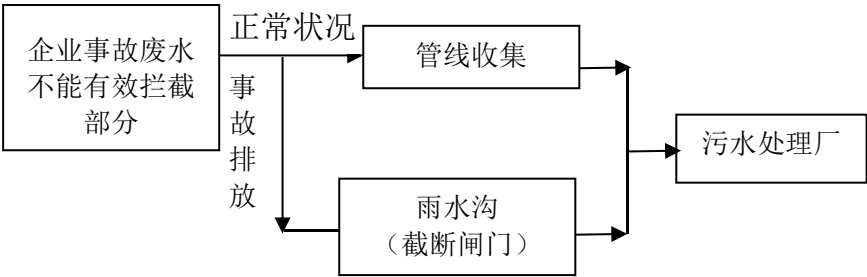 企业事故废水
不能有效拦截
部分
正常状况
事
故
排
放
管线收集
雨水沟
（截断闸门）
污水处理厂